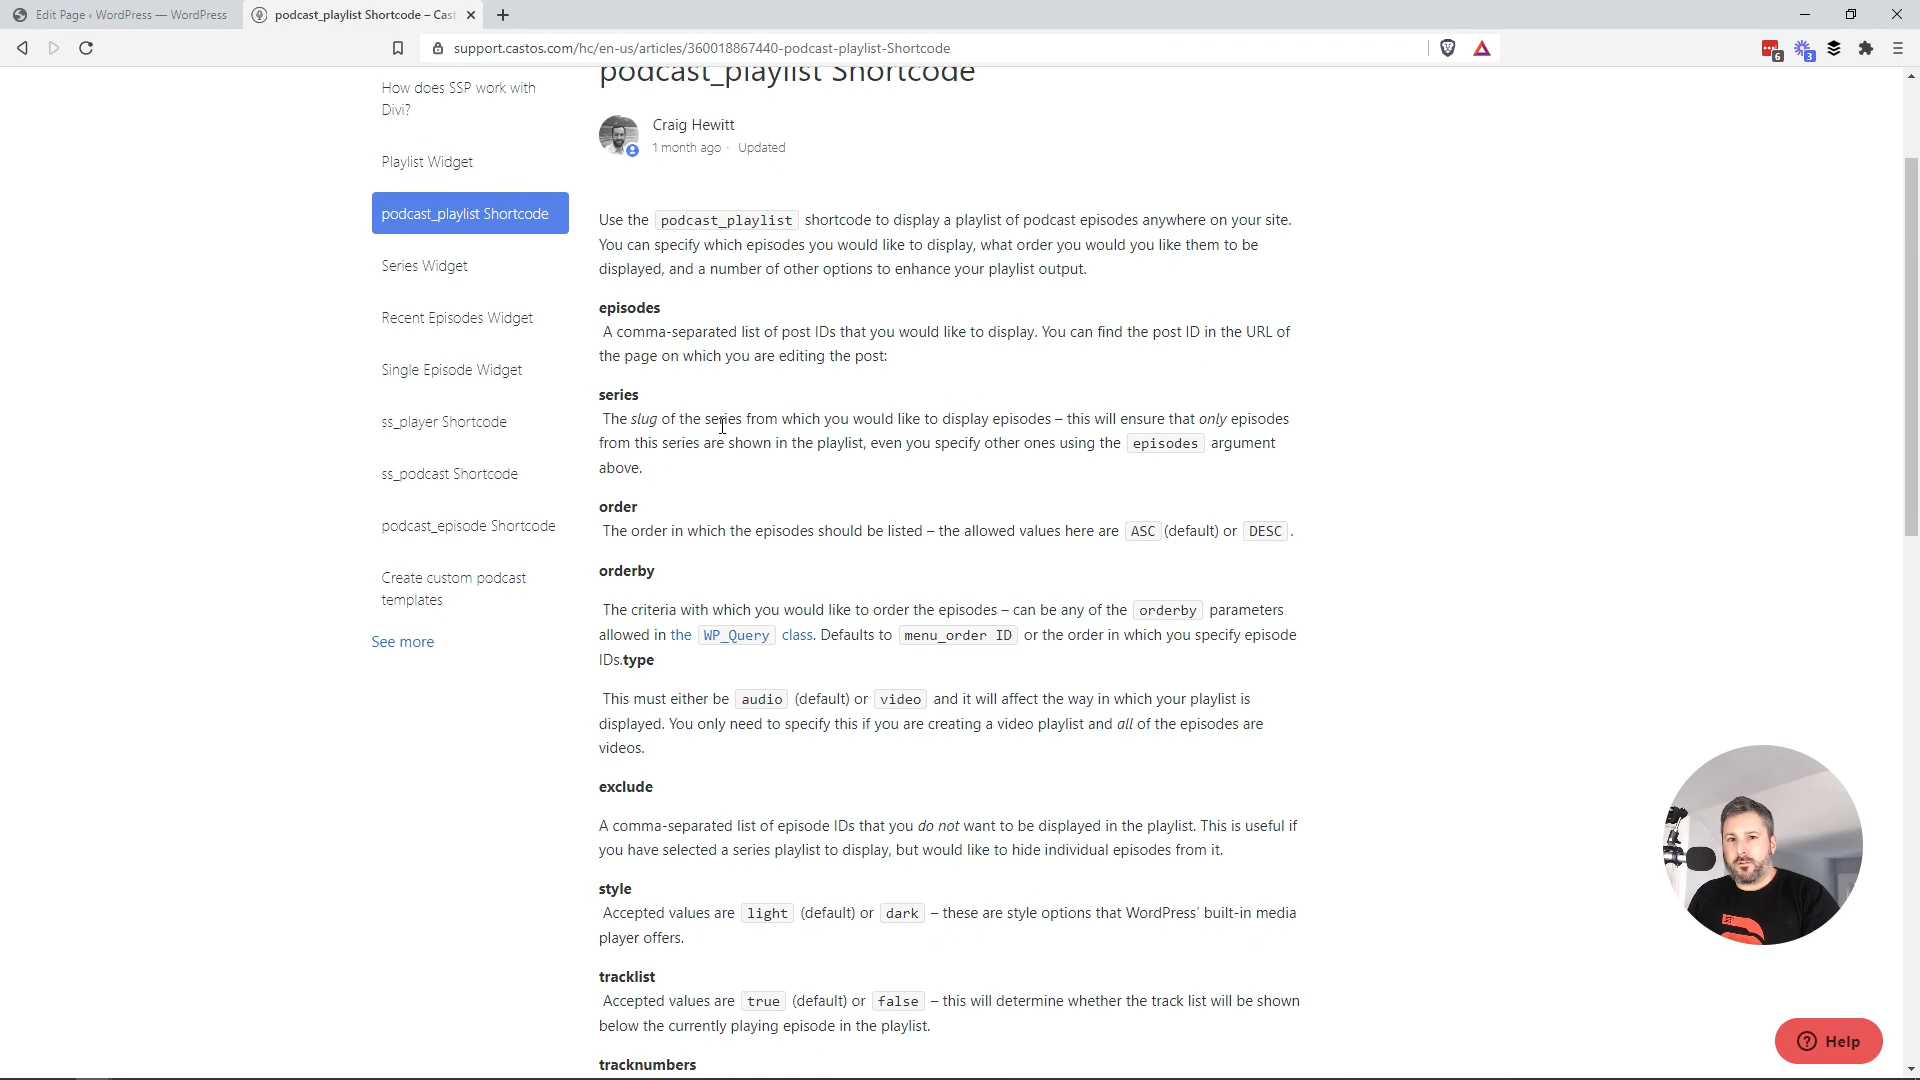 Edit Page ‹ WordPress — WordPress
podcast_playlist Shortcode – Cast
support.castos.com/hc/en-us/articles/360018867440-podcast-playlist-Shortcode
6
3
How does SSP work with
Divi?
Playlist Widget
podcast_playlist Shortcode
Series Widget
Recent Episodes Widget
Single Episode Widget
ss_player Shortcode
ss_podcast Shortcode
podcast_episode Shortcode
Create custom podcast
templates
See more
podcast_playlist Shortcode
Craig Hewitt
1 month ago · Updated
Use the podcast_playlist shortcode to display a playlist of podcast episodes anywhere on your site.
You can specify which episodes you would like to display, what order you would you like them to be
displayed, and a number of other options to enhance your playlist output.
episodes
A comma-separated list of post IDs that you would like to display. You can find the post ID in the URL of
the page on which you are editing the post:
series
The slug of the series from which you would like to display episodes – this will ensure that only episodes
from this series are shown in the playlist, even you specify other ones using the episodes argument
above.
order
The order in which the episodes should be listed – the allowed values here are ASC (default) or DESC .
orderby
The criteria with which you would like to order the episodes – can be any of the orderby parameters
allowed in the WP_Query class. Defaults to menu_order ID or the order in which you specify episode
IDs.type
This must either be audio (default) or video and it will affect the way in which your playlist is
displayed. You only need to specify this if you are creating a video playlist and all of the episodes are
videos.
exclude
A comma-separated list of episode IDs that you do not want to be displayed in the playlist. This is useful if
you have selected a series playlist to display, but would like to hide individual episodes from it.
style
Accepted values are light (default) or dark – these are style options that WordPress’ built-in media
player offers.
tracklist
Accepted values are true (default) or false – this will determine whether the track list will be shown
below the currently playing episode in the playlist.
tracknumbers
Help